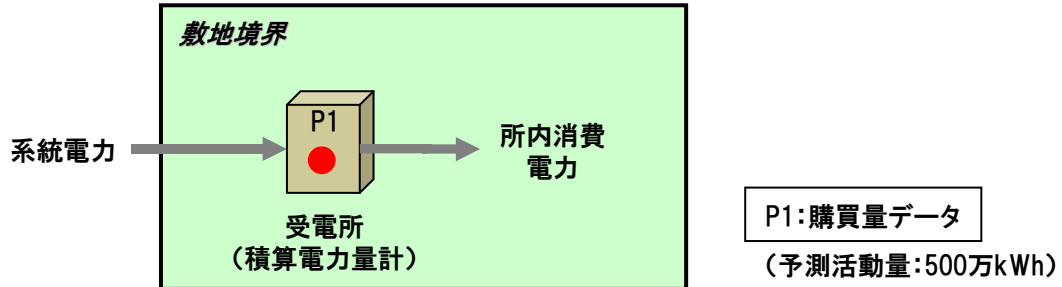 敷地境界
P1
系統電力
所内消費
電力
受電所
（積算電力量計）
P1：購買量データ
（予測活動量：500万kWh）